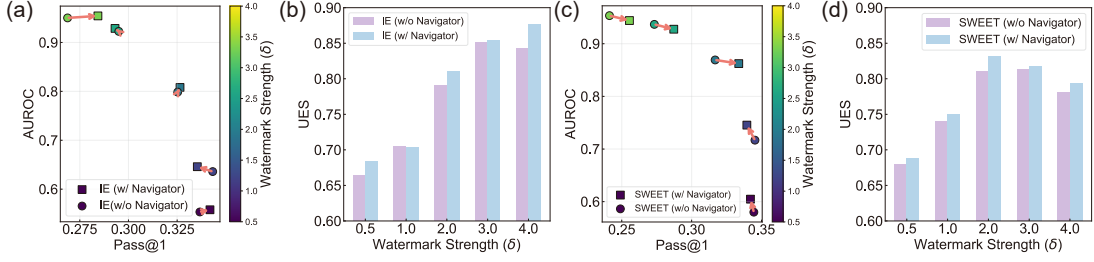 (a)
AUROC
0.9
0.8
0.7
0.6
0.275
0.300
0.325
Pass@1
IE (w/ Navigator)
IE(w/o Navigator)
4.0
3.5
3.0
2.5
2.0
1.5
1.0
0.5
Watermark Strength (δ)
(b)
UES
0.90
0.85
0.80
0.75
0.70
0.65
0.60
0.5
1.0
2.0
3.0
4.0
Watermark Strength (δ)
IE (w/o Navigator)
IE (w/ Navigator)
(c)
AUROC
0.9
0.8
0.7
0.6
0.25
0.30
0.35
Pass@1
SWEET (w/ Navigator)
SWEET (w/o Navigator)
4.0
3.5
3.0
2.5
2.0
1.5
1.0
0.5
Watermark Strength (δ)
(d)
UES
0.90
0.85
0.80
0.75
0.70
0.65
0.60
0.5
1.0
2.0
3.0
4.0
Watermark Strength (δ)
SWEET (w/o Navigator)
SWEET (w/ Navigator)